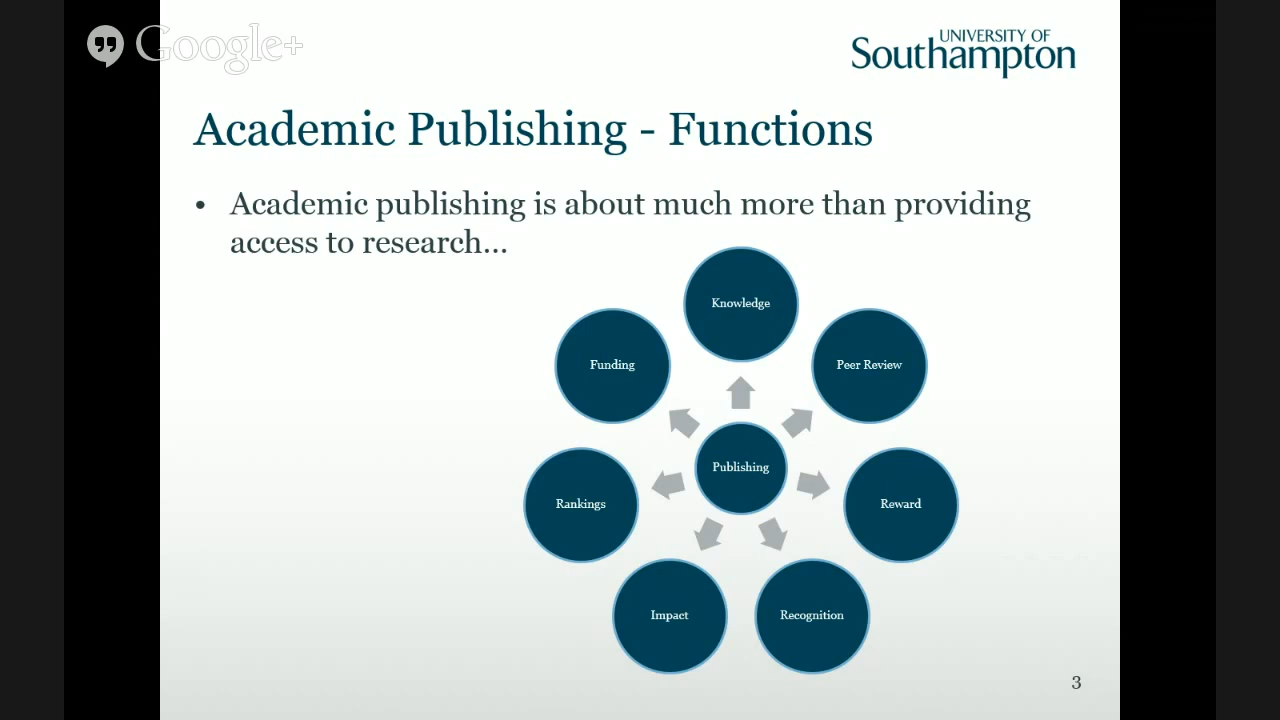 Google+
UNIVERSITY OF
Southampton
Academic Publishing - Functions
• Academic publishing is about much more than providing
access to research...
Knowledge
Funding
Peer Review
Publishing
Rankings
Reward
Impact
Recognition
3